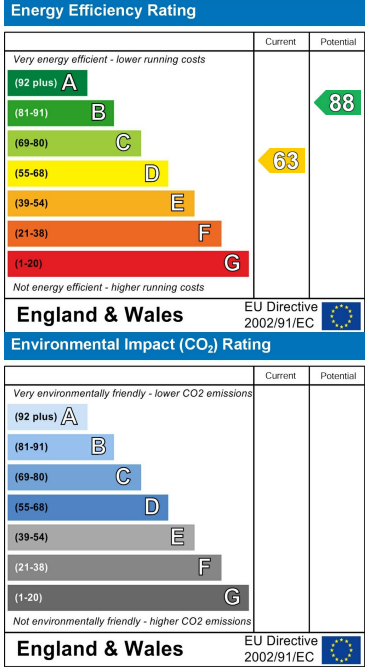 Energy Efficiency Rating
Current Potential
Very energy efficient - lower running costs
(92 plus) A
(81-91) B
88
(69-80) C
63
(55-68) D
(39-54) E
(21-38) F
(1-20) G
Not energy efficient - higher running costs
England & Wales
EU Directive
2002/91/EC
Environmental Impact (CO₂) Rating
Current Potential
Very environmentally friendly - lower CO2 emissions
(92 plus) A
(81-91) B
(69-80) C
(55-68) D
(39-54) E
(21-38) F
(1-20) G
Not environmentally friendly - higher CO2 emissions
England & Wales
EU Directive
2002/91/EC